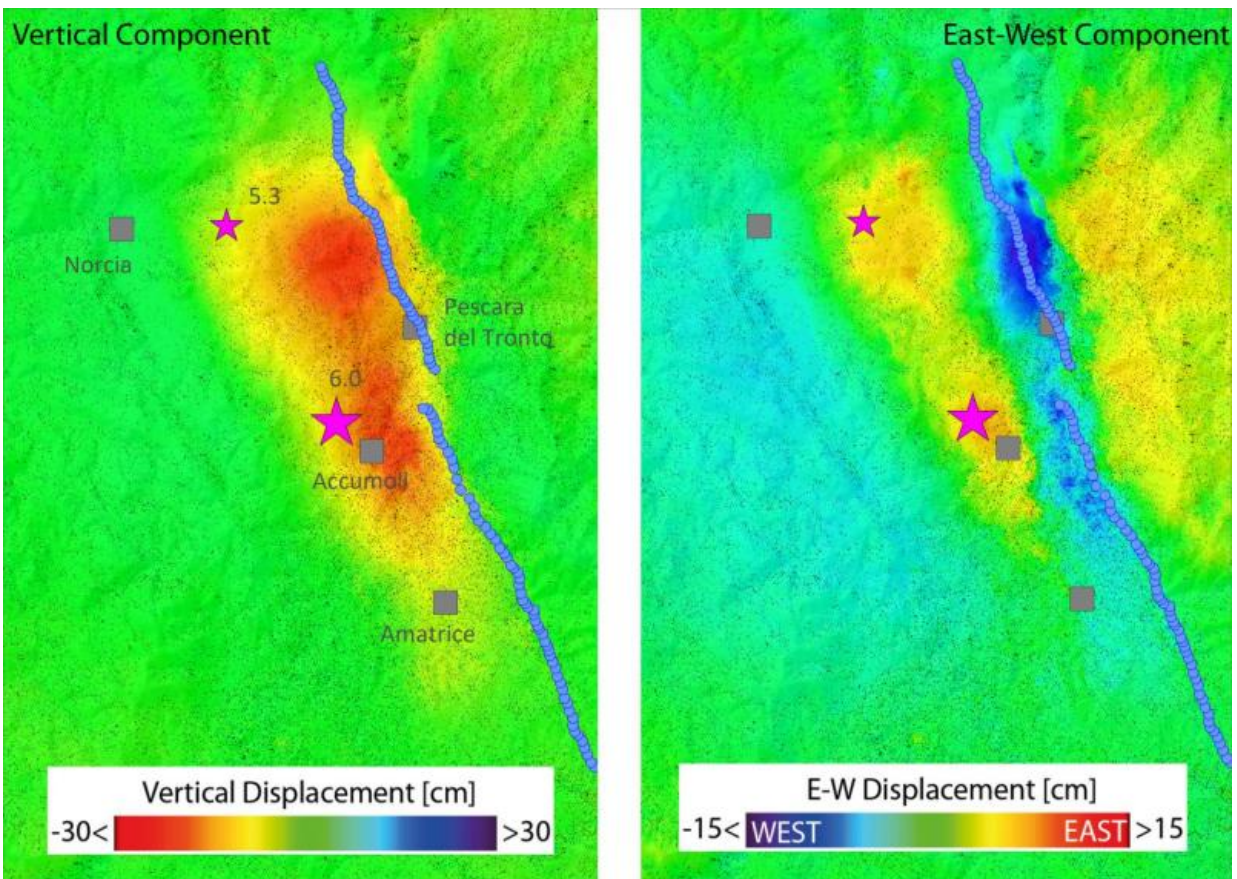 Vertical Component
5.3
Norcia
Pescara
del Tronto
6.0
Accumoli
Amatrice
Vertical Displacement [cm]
-30< >30
East-West Component
E-W Displacement [cm]
-15< WEST EAST >15